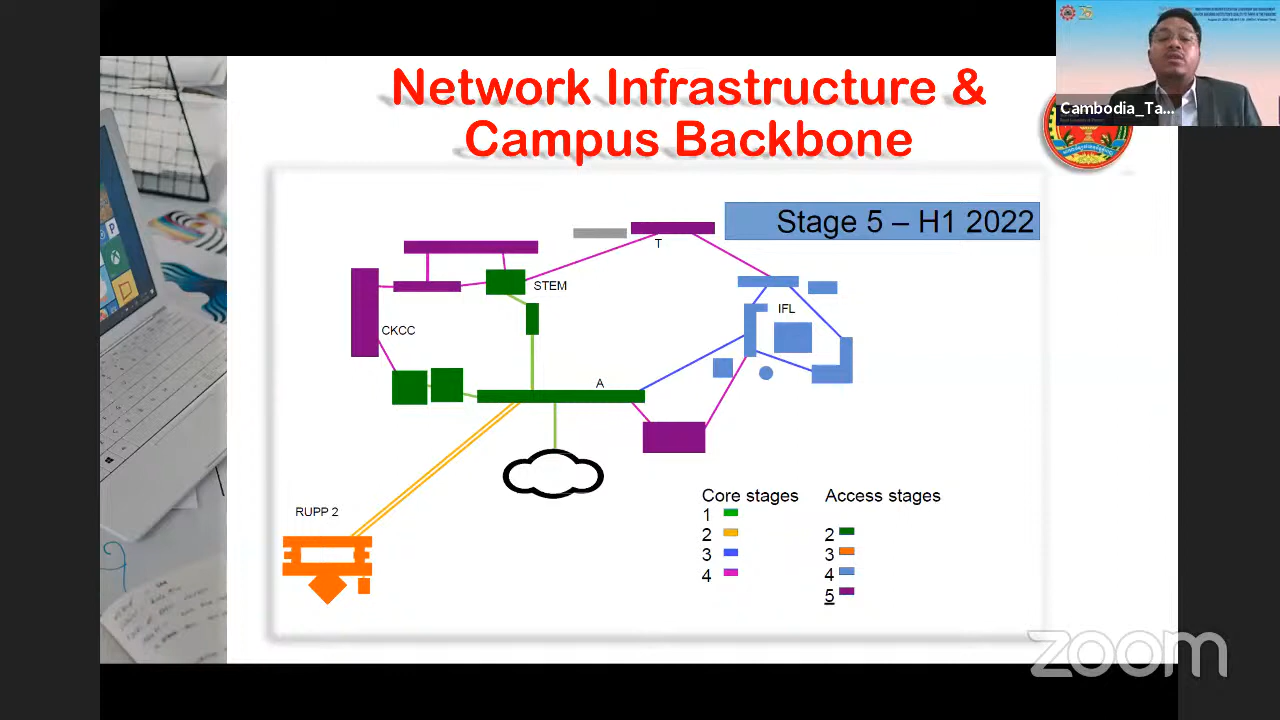 Network Infrastructure &
Campus Backbone
Cambodia_Ta...
Stage 5 – H1 2022
T
STEM
IFL
CKCC
A
RUPP 2
Core stages
1
2
3
4
Access stages
2
3
4
5
zoom